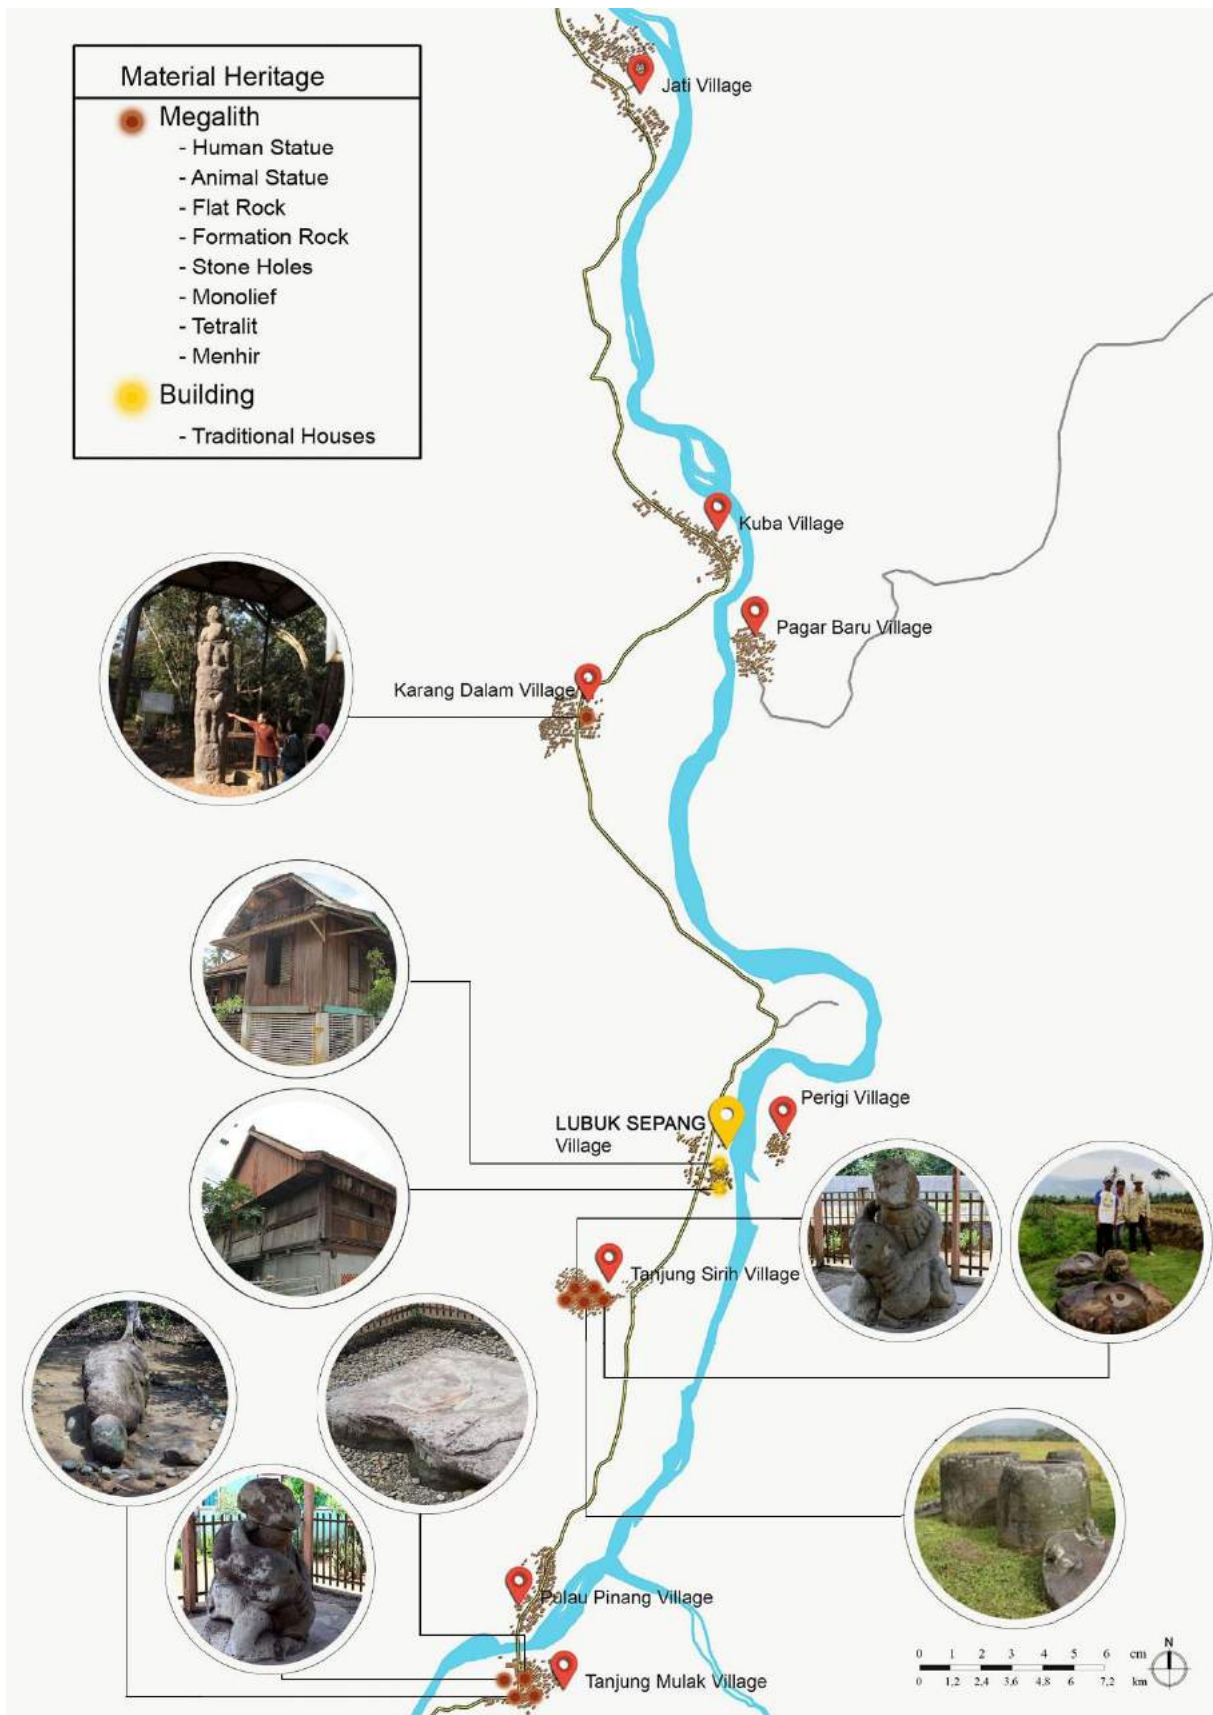 Material Heritage
Megalith
- Human Statue
- Animal Statue
- Flat Rock
- Formation Rock
- Stone Holes
- Monolief
- Tetralit
- Menhir
Building
- Traditional Houses
Jati Village
Kuba Village
Pagar Baru Village
Karang Dalam Village
Perigi Village
LUBUK SEPANG
Village
Tanjung Sirih Village
Pulau Pinang Village
Tanjung Mulak Village
N
0 1 2 3 4 5 6 cm
0 1,2 2,4 3,6 4,8 6 7,2 km